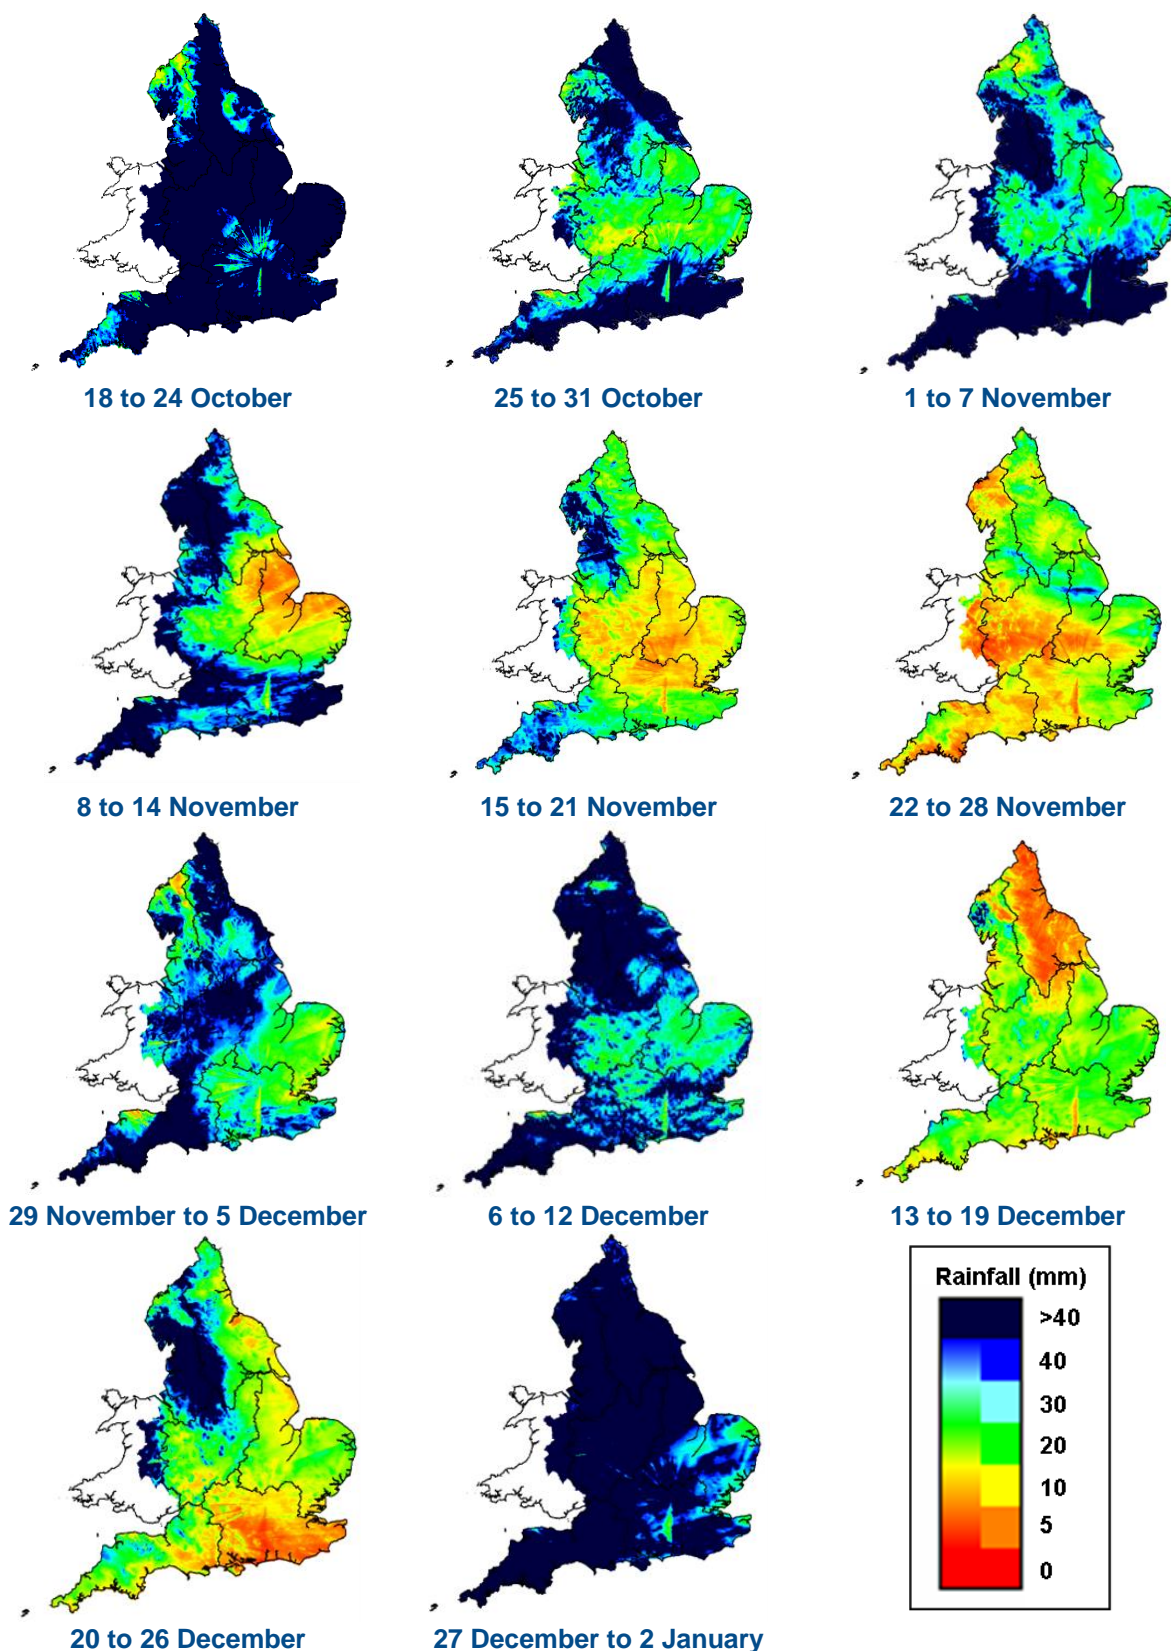 18 to 24 October
25 to 31 October
1 to 7 November
8 to 14 November
15 to 21 November
22 to 28 November
29 November to 5 December
6 to 12 December
13 to 19 December
Rainfall (mm)
>40
40
30
20
10
5
0
20 to 26 December
27 December to 2 January